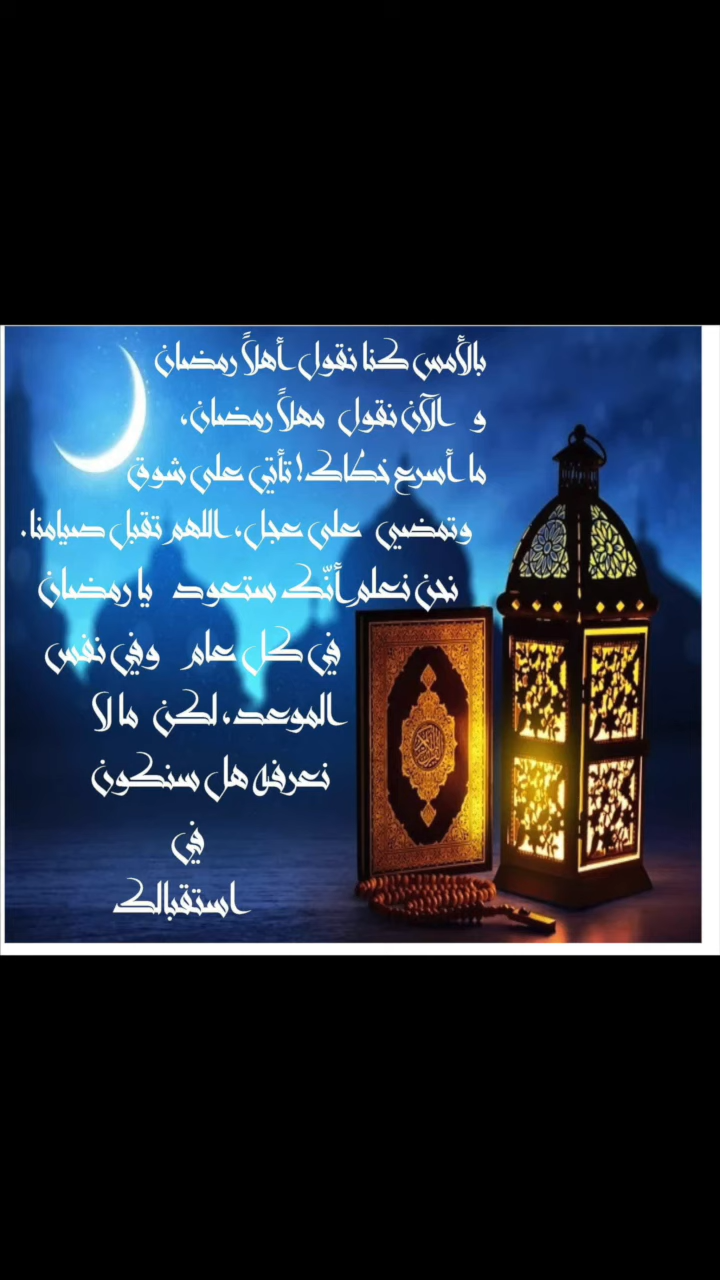 بالأمس كنا نقول أهلاً رمضان
و الآن نقول مهلاً رمضان،
ما أسرع خطاك! تأتي على شوق
وتمضي على عجل، اللهم تقبل صيامنا.
نحن نعلم أنّك ستعود يا رمضان
في كل عام وفي نفس
الموعد، لكن ما لا
نعرفه هل سنكون
في
استقبالك